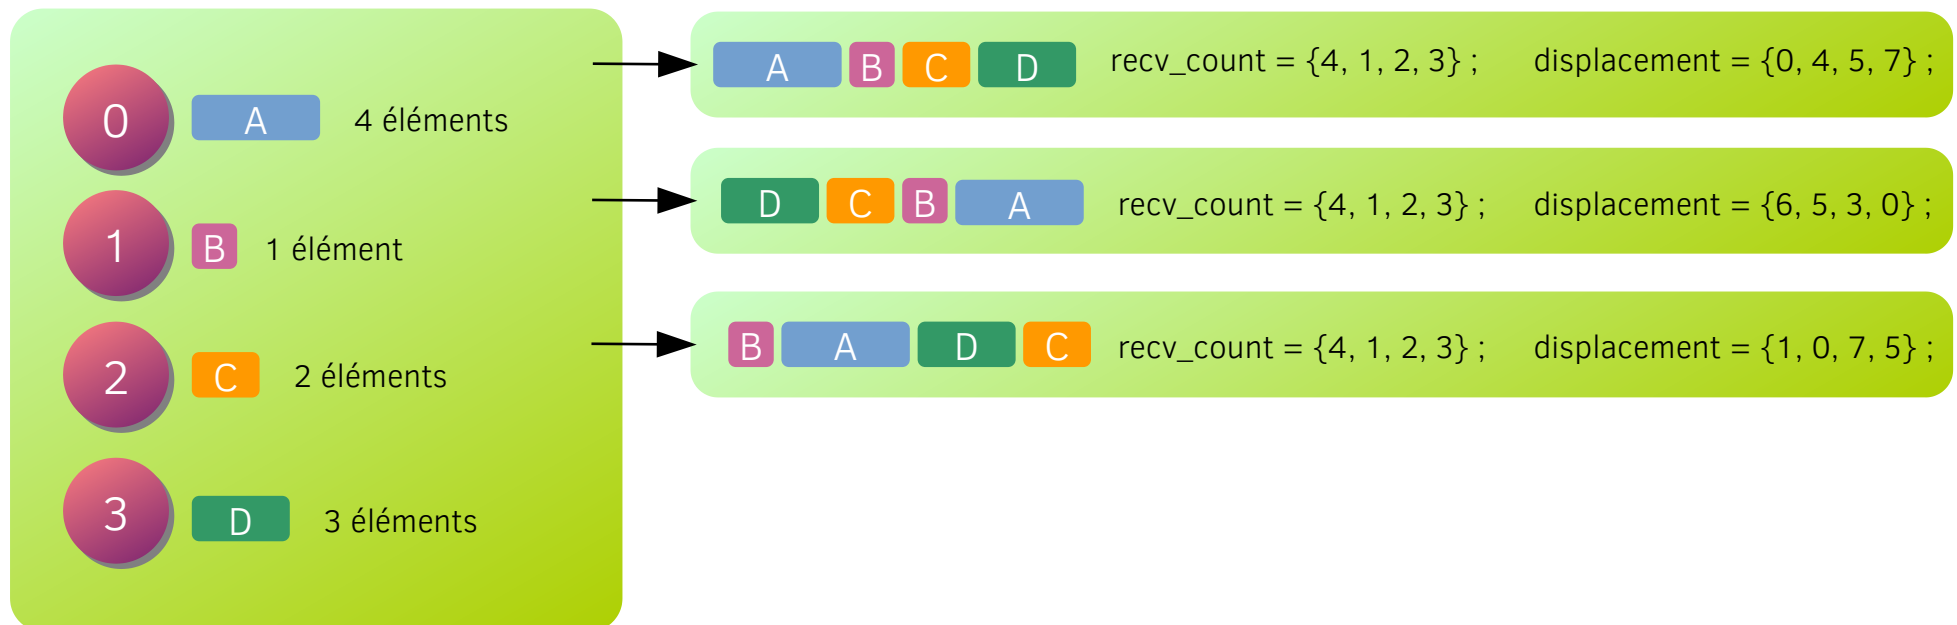 0 A 4 éléments
1 B 1 élément
2 C 2 éléments
3 D 3 éléments
A B C D recv_count = {4, 1, 2, 3} ; displacement = {0, 4, 5, 7} ;
D C B A recv_count = {4, 1, 2, 3} ; displacement = {6, 5, 3, 0} ;
B A D C recv_count = {4, 1, 2, 3} ; displacement = {1, 0, 7, 5} ;